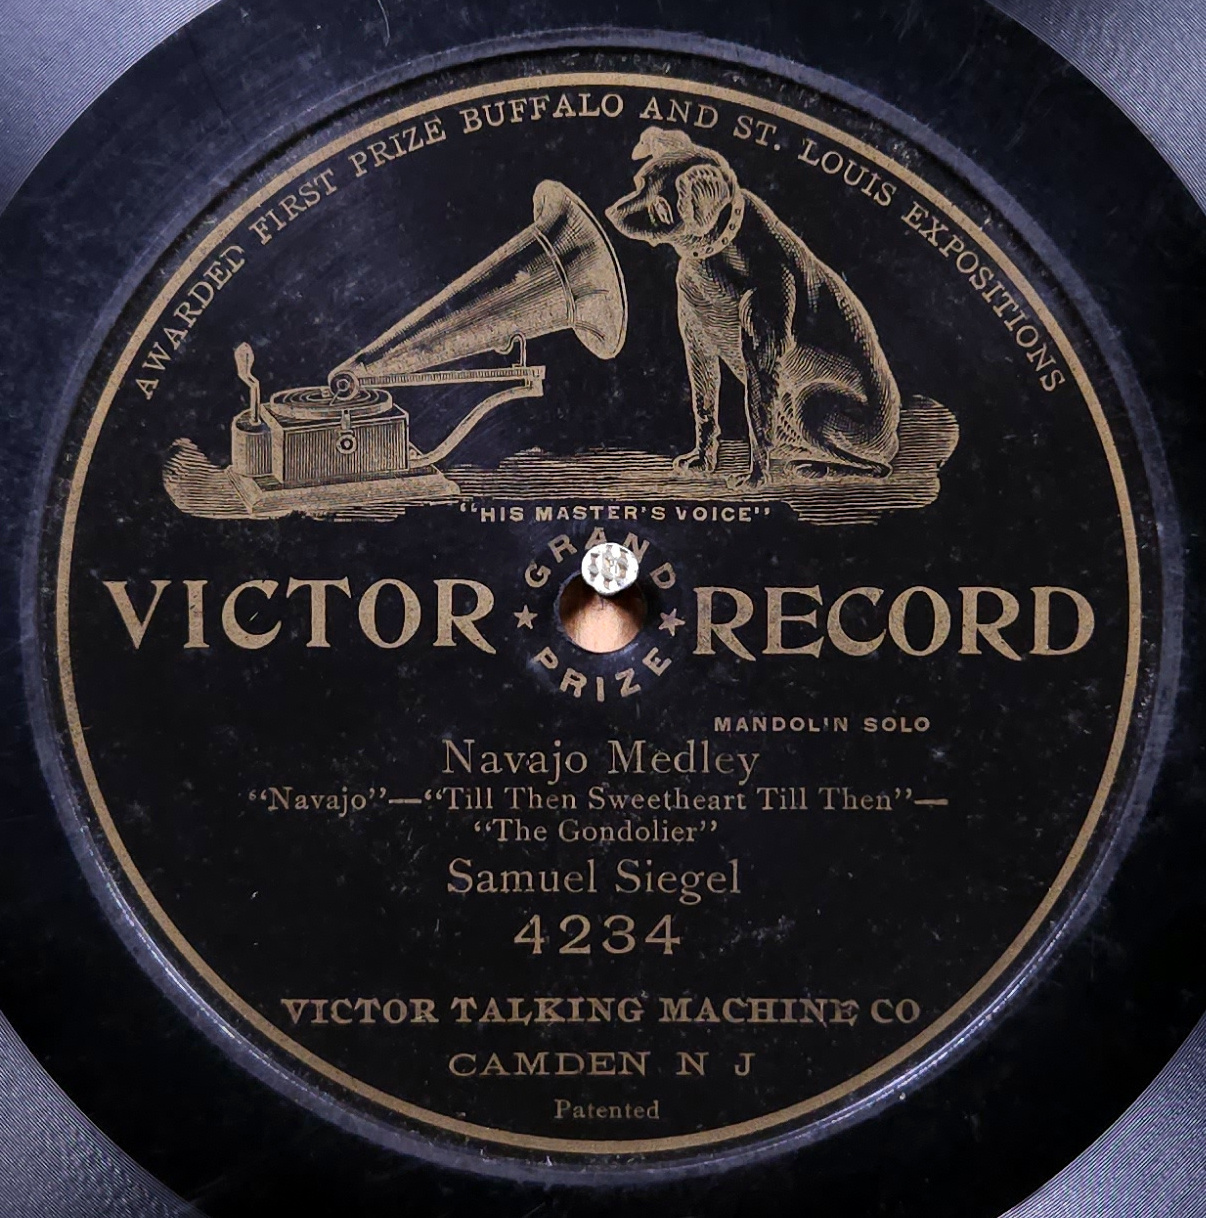 AWARDED FIRST PRIZE BUFFALO AND ST. LOUIS EXPOSITIONS
"HIS MASTER'S VOICE"
GRAND
VICTOR RECORD
PRIZE
MANDOLIN SOLO
Navajo Medley
"Navajo"—"Till Then Sweetheart Till Then"—
"The Gondolier"
Samuel Siegel
4234
VICTOR TALKING MACHINE CO
CAMDEN N J
Patented